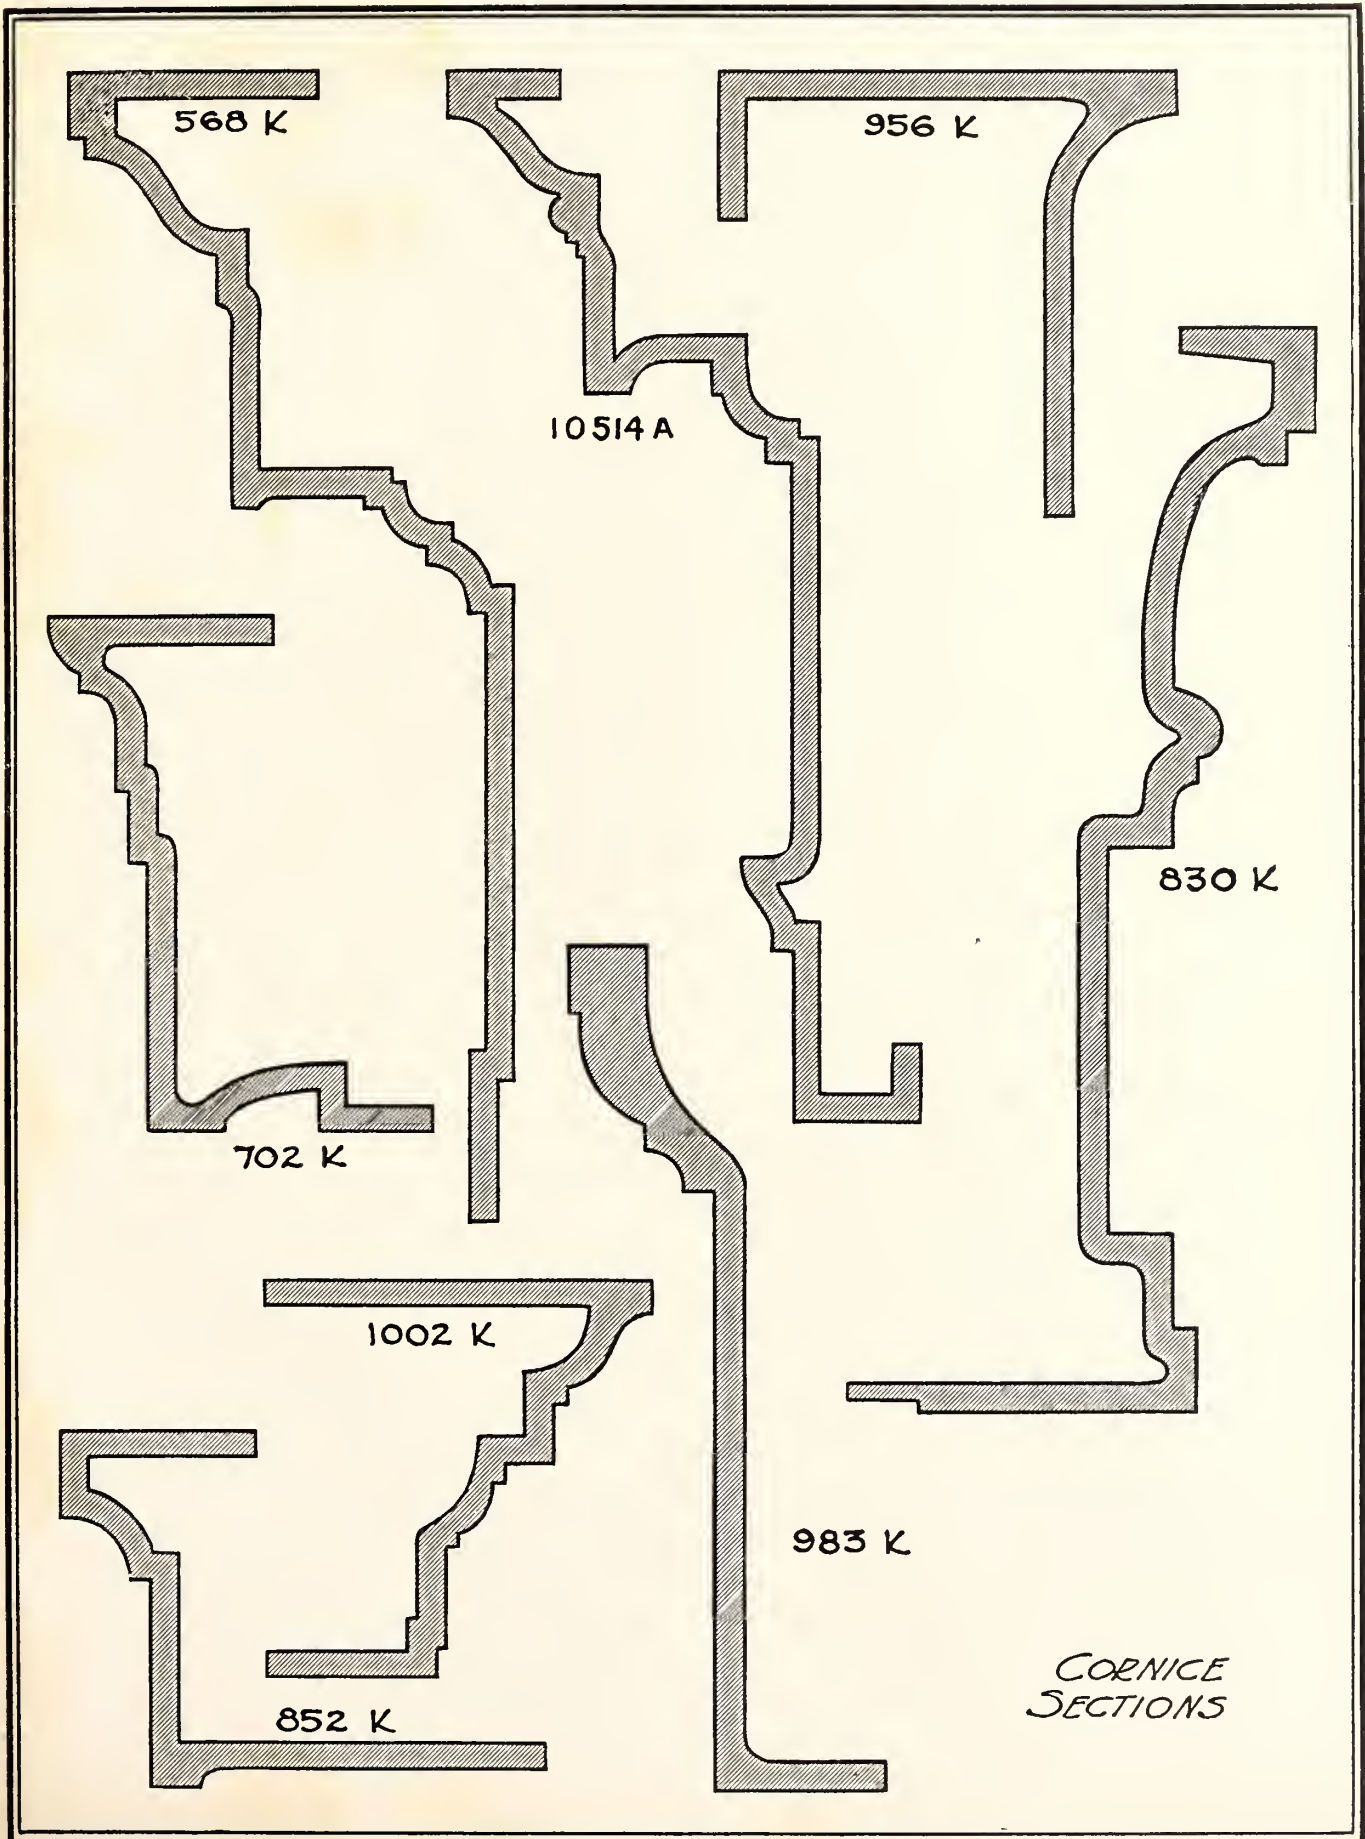 568 K
956 K
10514 A
830 K
702 K
1002 K
983 K
852 K
CORNICE
SECTIONS